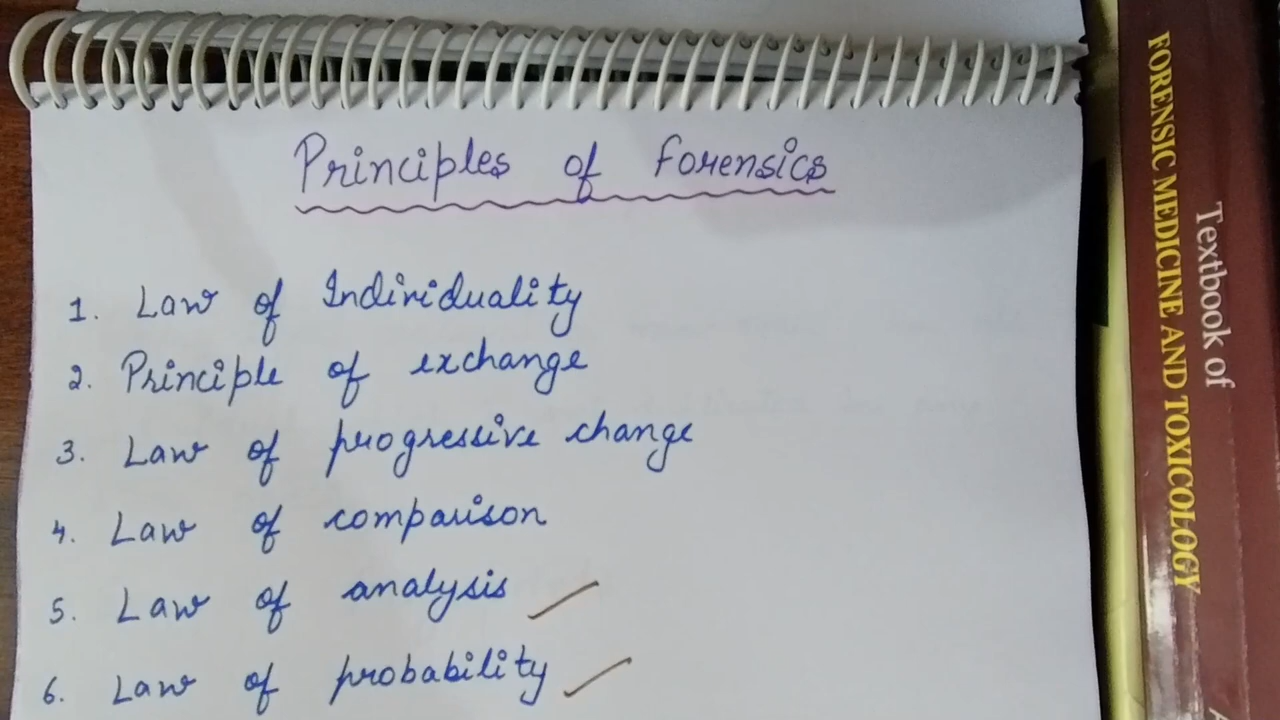 Principles of Forensics
1. Law of Individuality
2. Principle of exchange
3. Law of progressive change
4. Law of comparison
5. Law of analysis
6. Law of probability
Textbook of
FORENSIC MEDICINE AND TOXICOLOGY